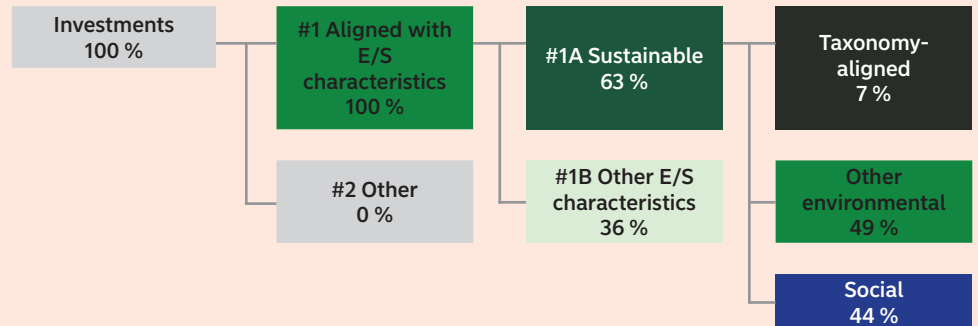 Investments
100 %
#1 Aligned with
E/S
characteristics
100 %
#2 Other
0 %
#1A Sustainable
63 %
#1B Other E/S
characteristics
36 %
Taxonomy-
aligned
7 %
Other
environmental
49 %
Social
44 %